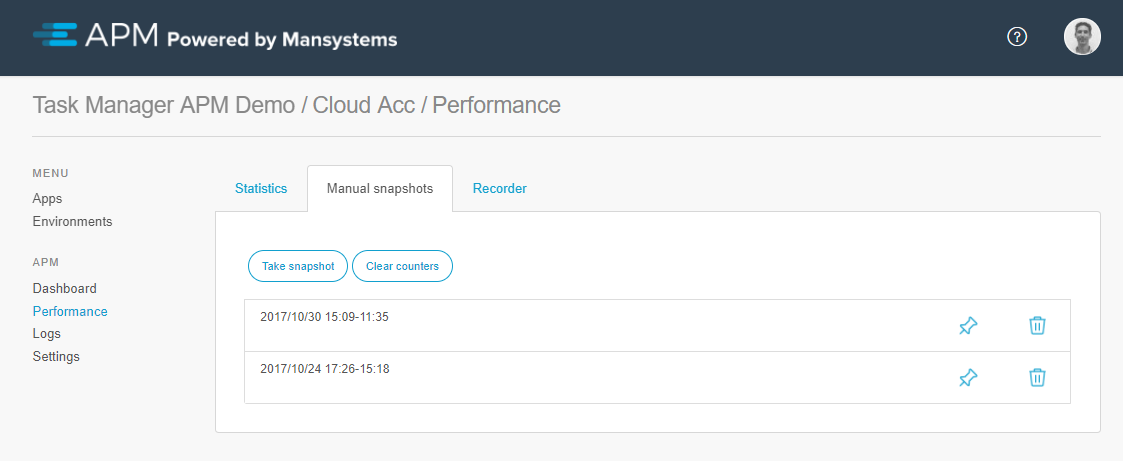 APM Powered by Mansystems
?
Task Manager APM Demo / Cloud Acc / Performance
MENU
Apps
Environments
APM
Dashboard
Performance
Logs
Settings
Statistics
Manual snapshots
Recorder
Take snapshot
Clear counters
2017/10/30 15:09-11:35
2017/10/24 17:26-15:18